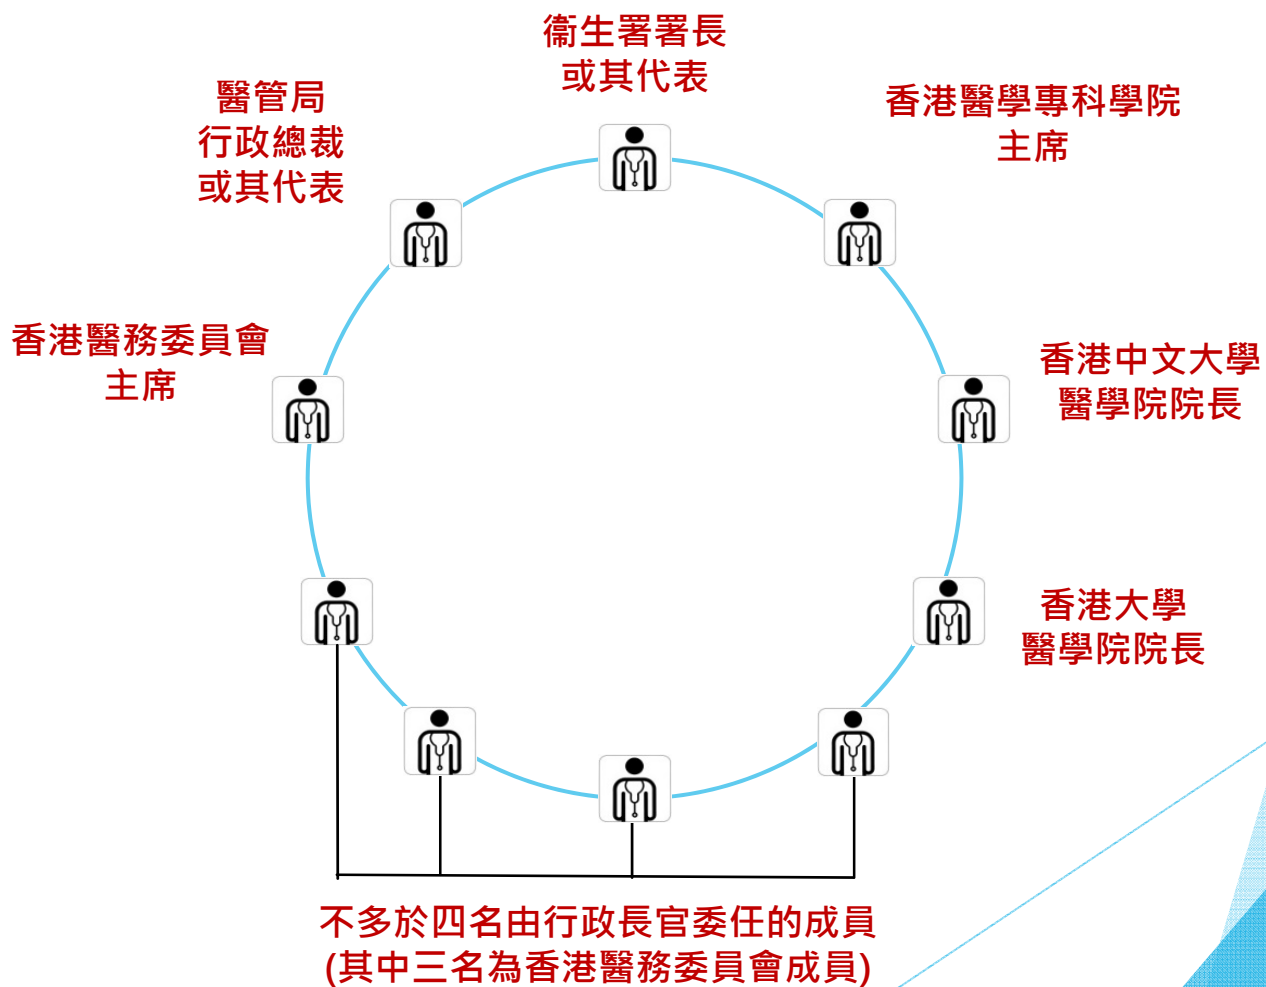 衞生署署長
或其代表
醫管局
行政總裁
或其代表
香港醫學專科學院
主席
香港醫務委員會
主席
香港中文大學
醫學院院長
香港大學
醫學院院長
不多於四名由行政長官委任的成員
(其中三名為香港醫務委員會成員)